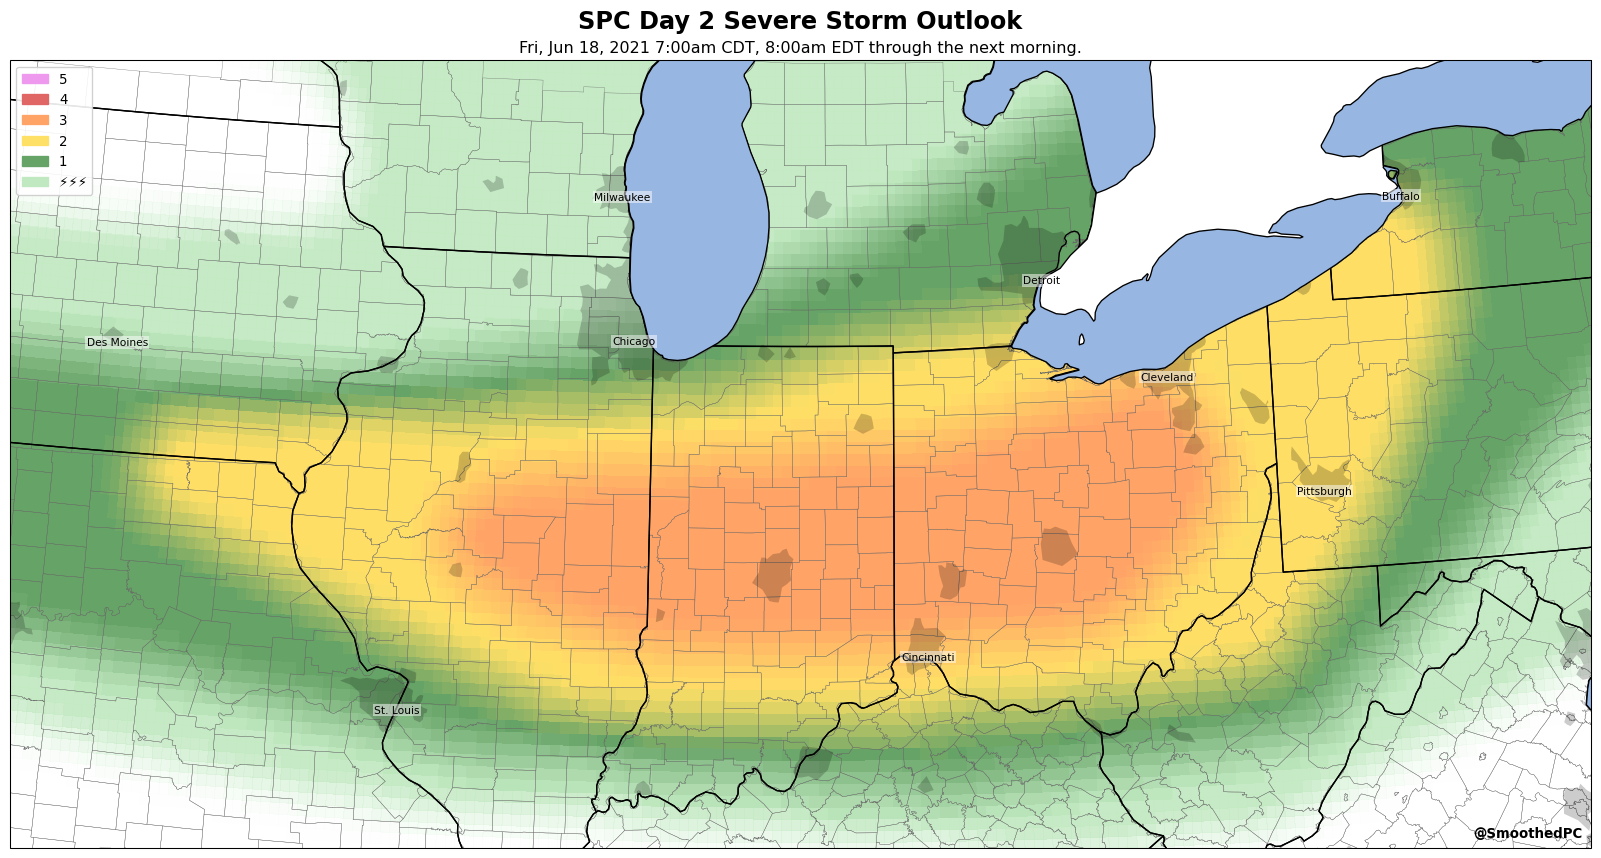 SPC Day 2 Severe Storm Outlook
Fri, Jun 18, 2021 7:00am CDT, 8:00am EDT through the next morning.
5
4
3
2
1
⚡⚡⚡
Milwaukee
Buffalo
Detroit
Des Moines
Chicago
Cleveland
Pittsburgh
Cincinnati
St. Louis
@SmoothedPC